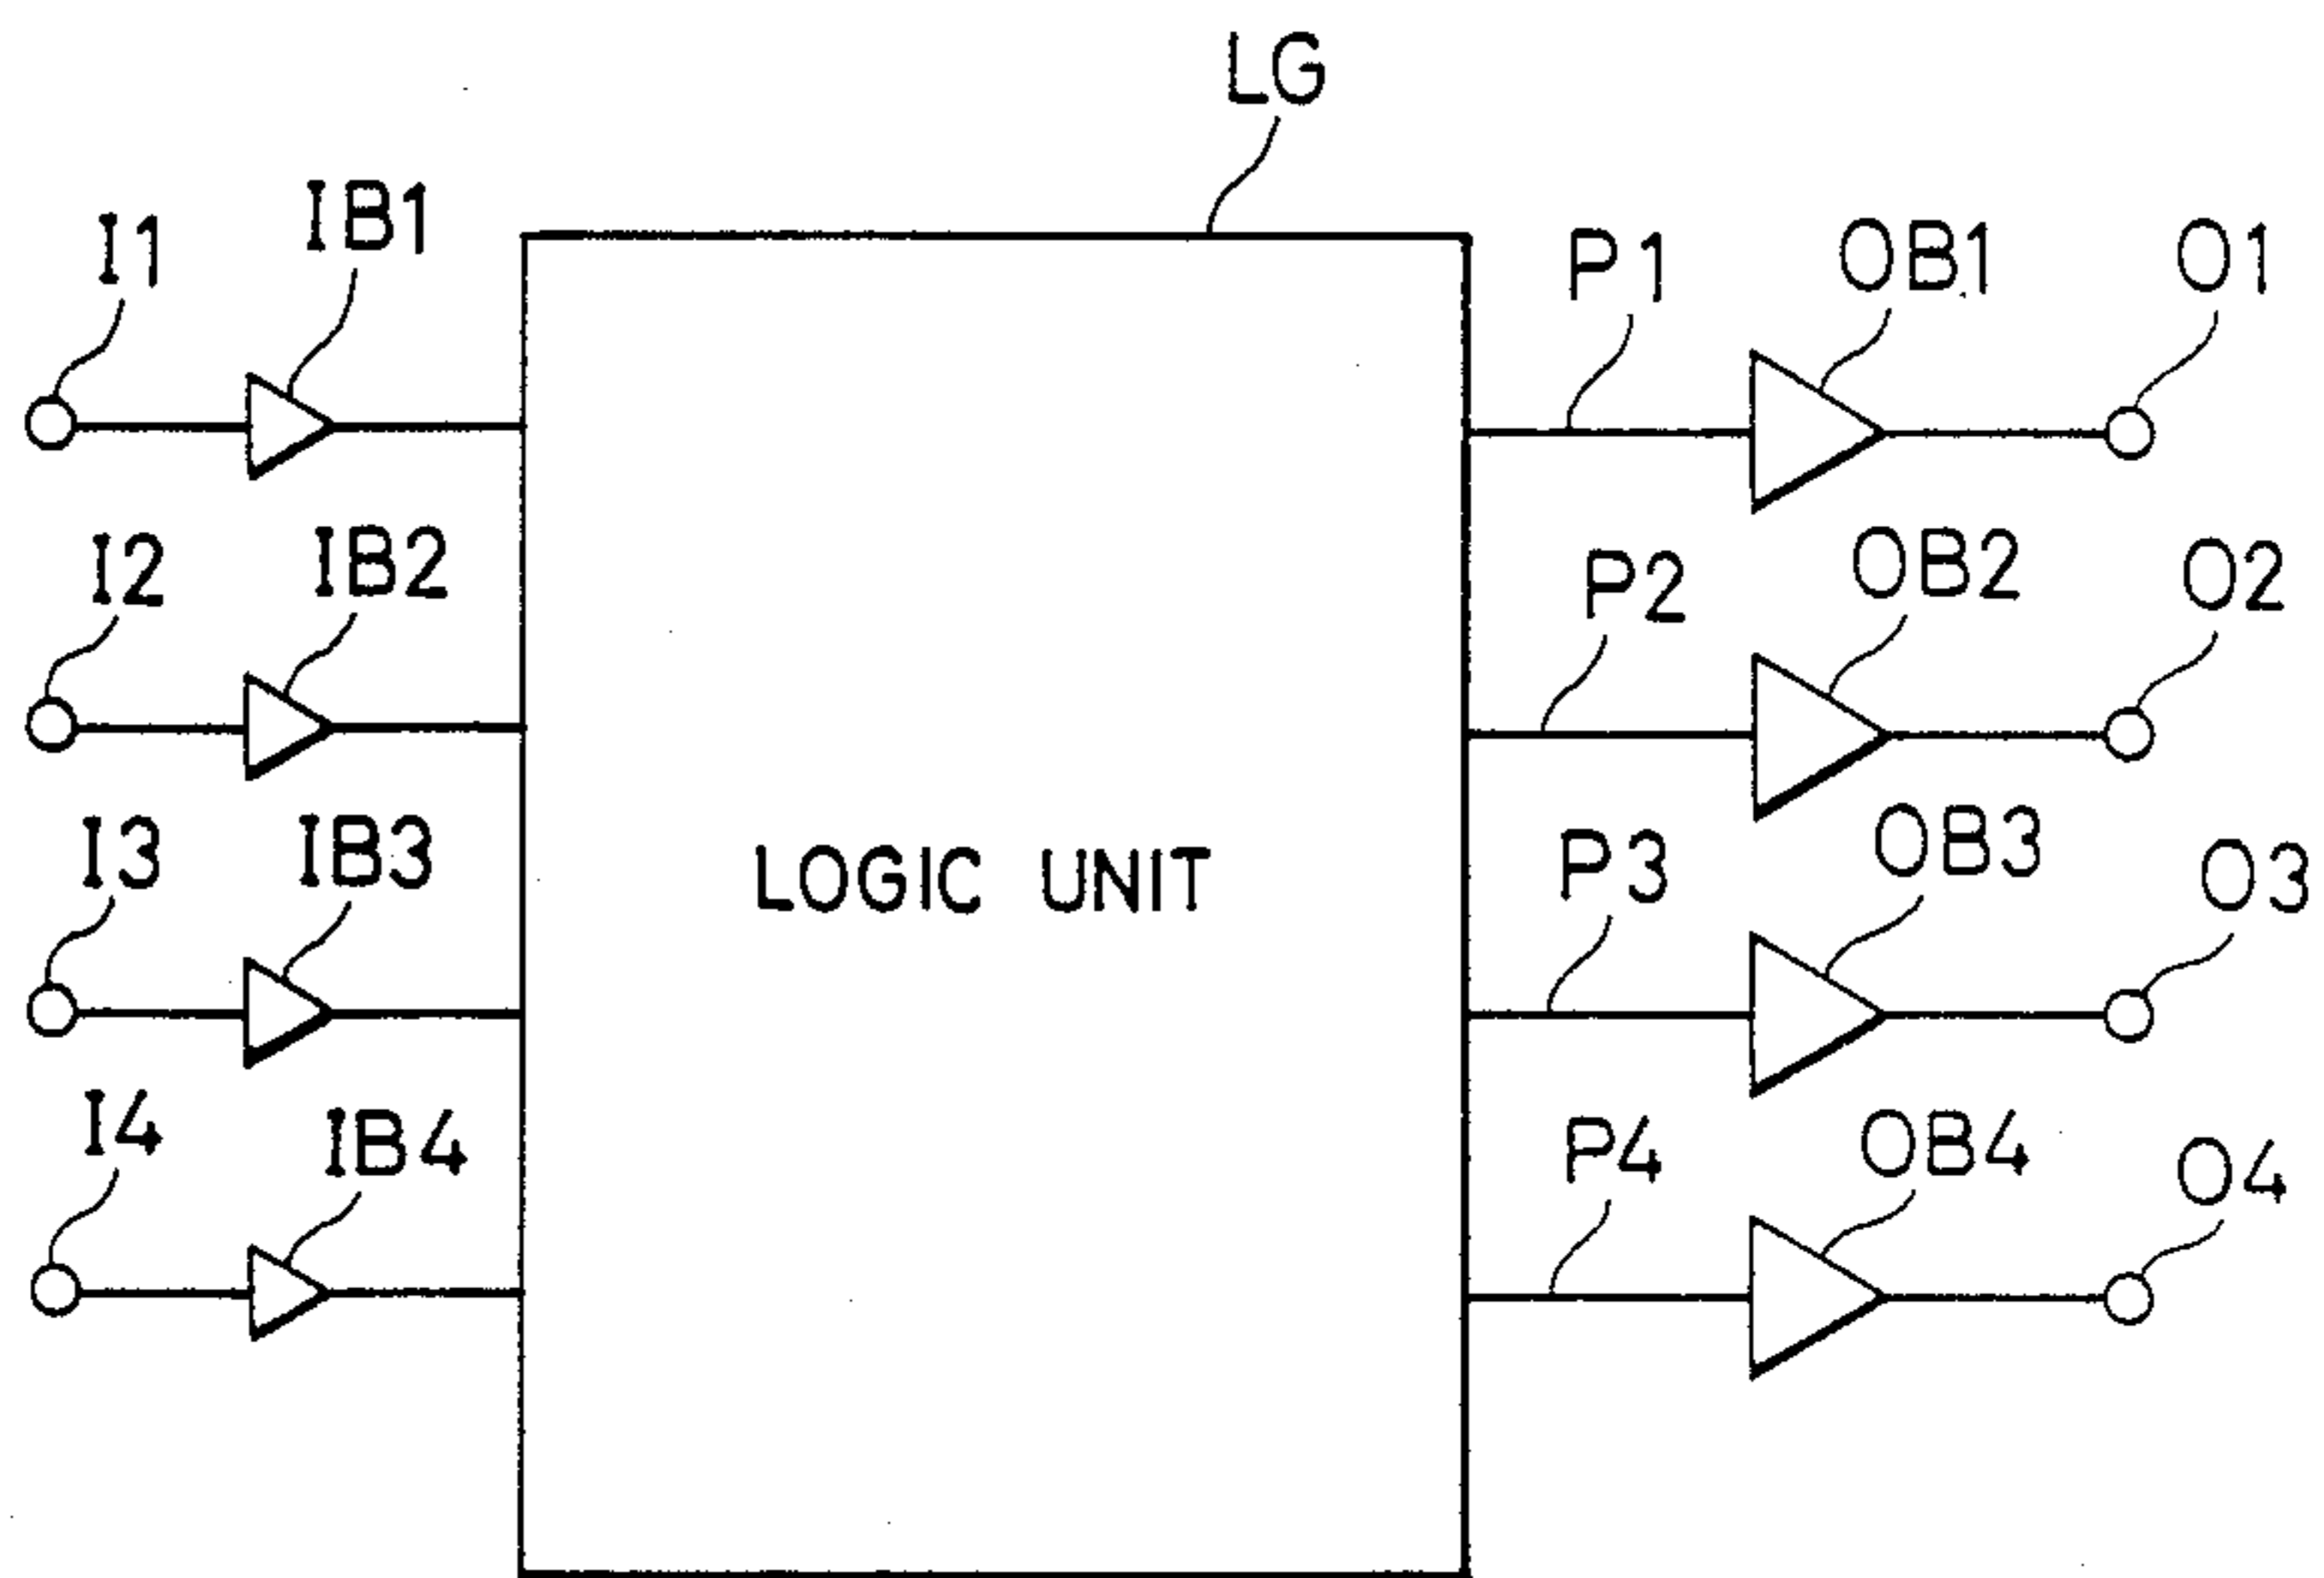 LG
I1
IB1
P1
OB1
O1
I2
IB2
P2
OB2
O2
I3
IB3
LOGIC UNIT
P3
OB3
O3
I4
IB4
P4
OB4
O4